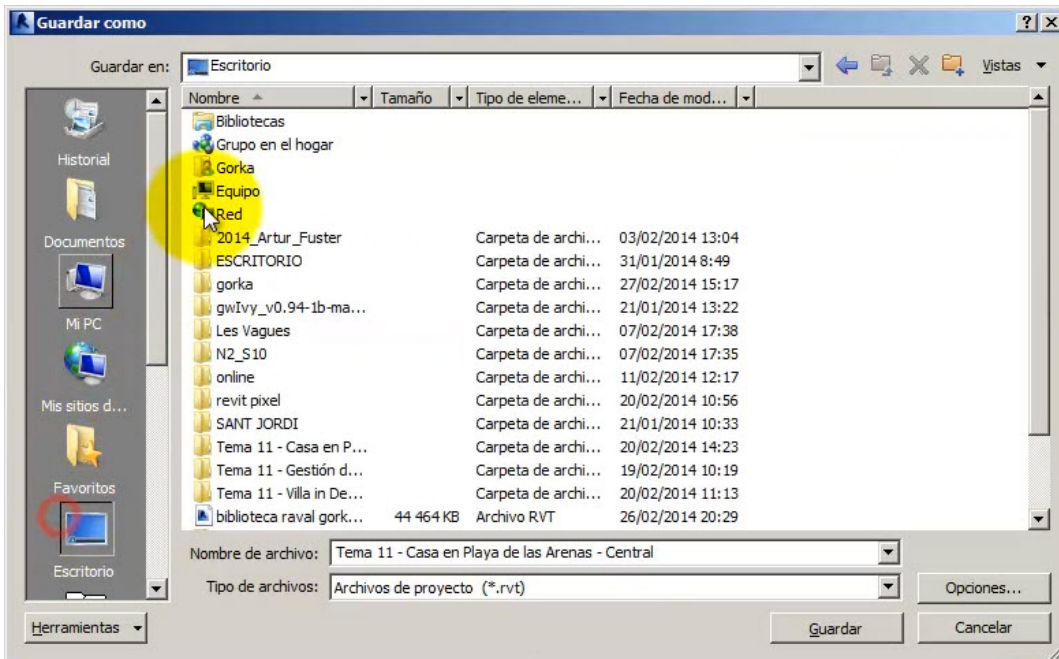 Guardar como
Guardar en: Escritorio Vistas
Nombre Tamaño Tipo de eleme... Fecha de mod...
Bibliotecas
Grupo en el hogar
Gorka
Equipo
Red
2014_Artur_Fuster Carpeta de archi... 03/02/2014 13:04
ESCRITORIO Carpeta de archi... 31/01/2014 8:49
gorka Carpeta de archi... 27/02/2014 15:17
gwIvy_v0.94-1b-ma... Carpeta de archi... 21/01/2014 13:22
Les Vagues Carpeta de archi... 07/02/2014 17:38
N2_S10 Carpeta de archi... 07/02/2014 17:35
online Carpeta de archi... 11/02/2014 12:17
revit pixel Carpeta de archi... 20/02/2014 10:56
SANT JORDI Carpeta de archi... 21/01/2014 10:33
Tema 11 - Casa en P... Carpeta de archi... 20/02/2014 14:23
Tema 11 - Gestión d... Carpeta de archi... 19/02/2014 10:19
Tema 11 - Villa in De... Carpeta de archi... 20/02/2014 11:13
biblioteca raval gork... 44 464 KB Archivo RVT 26/02/2014 20:29
Historial
Documentos
Mi PC
Mis sitios d...
Favoritos
Escritorio
Nombre de archivo: Tema 11 - Casa en Playa de las Arenas - Central
Tipo de archivos: Archivos de proyecto (*.rvt) Opciones...
Herramientas Guardar Cancelar